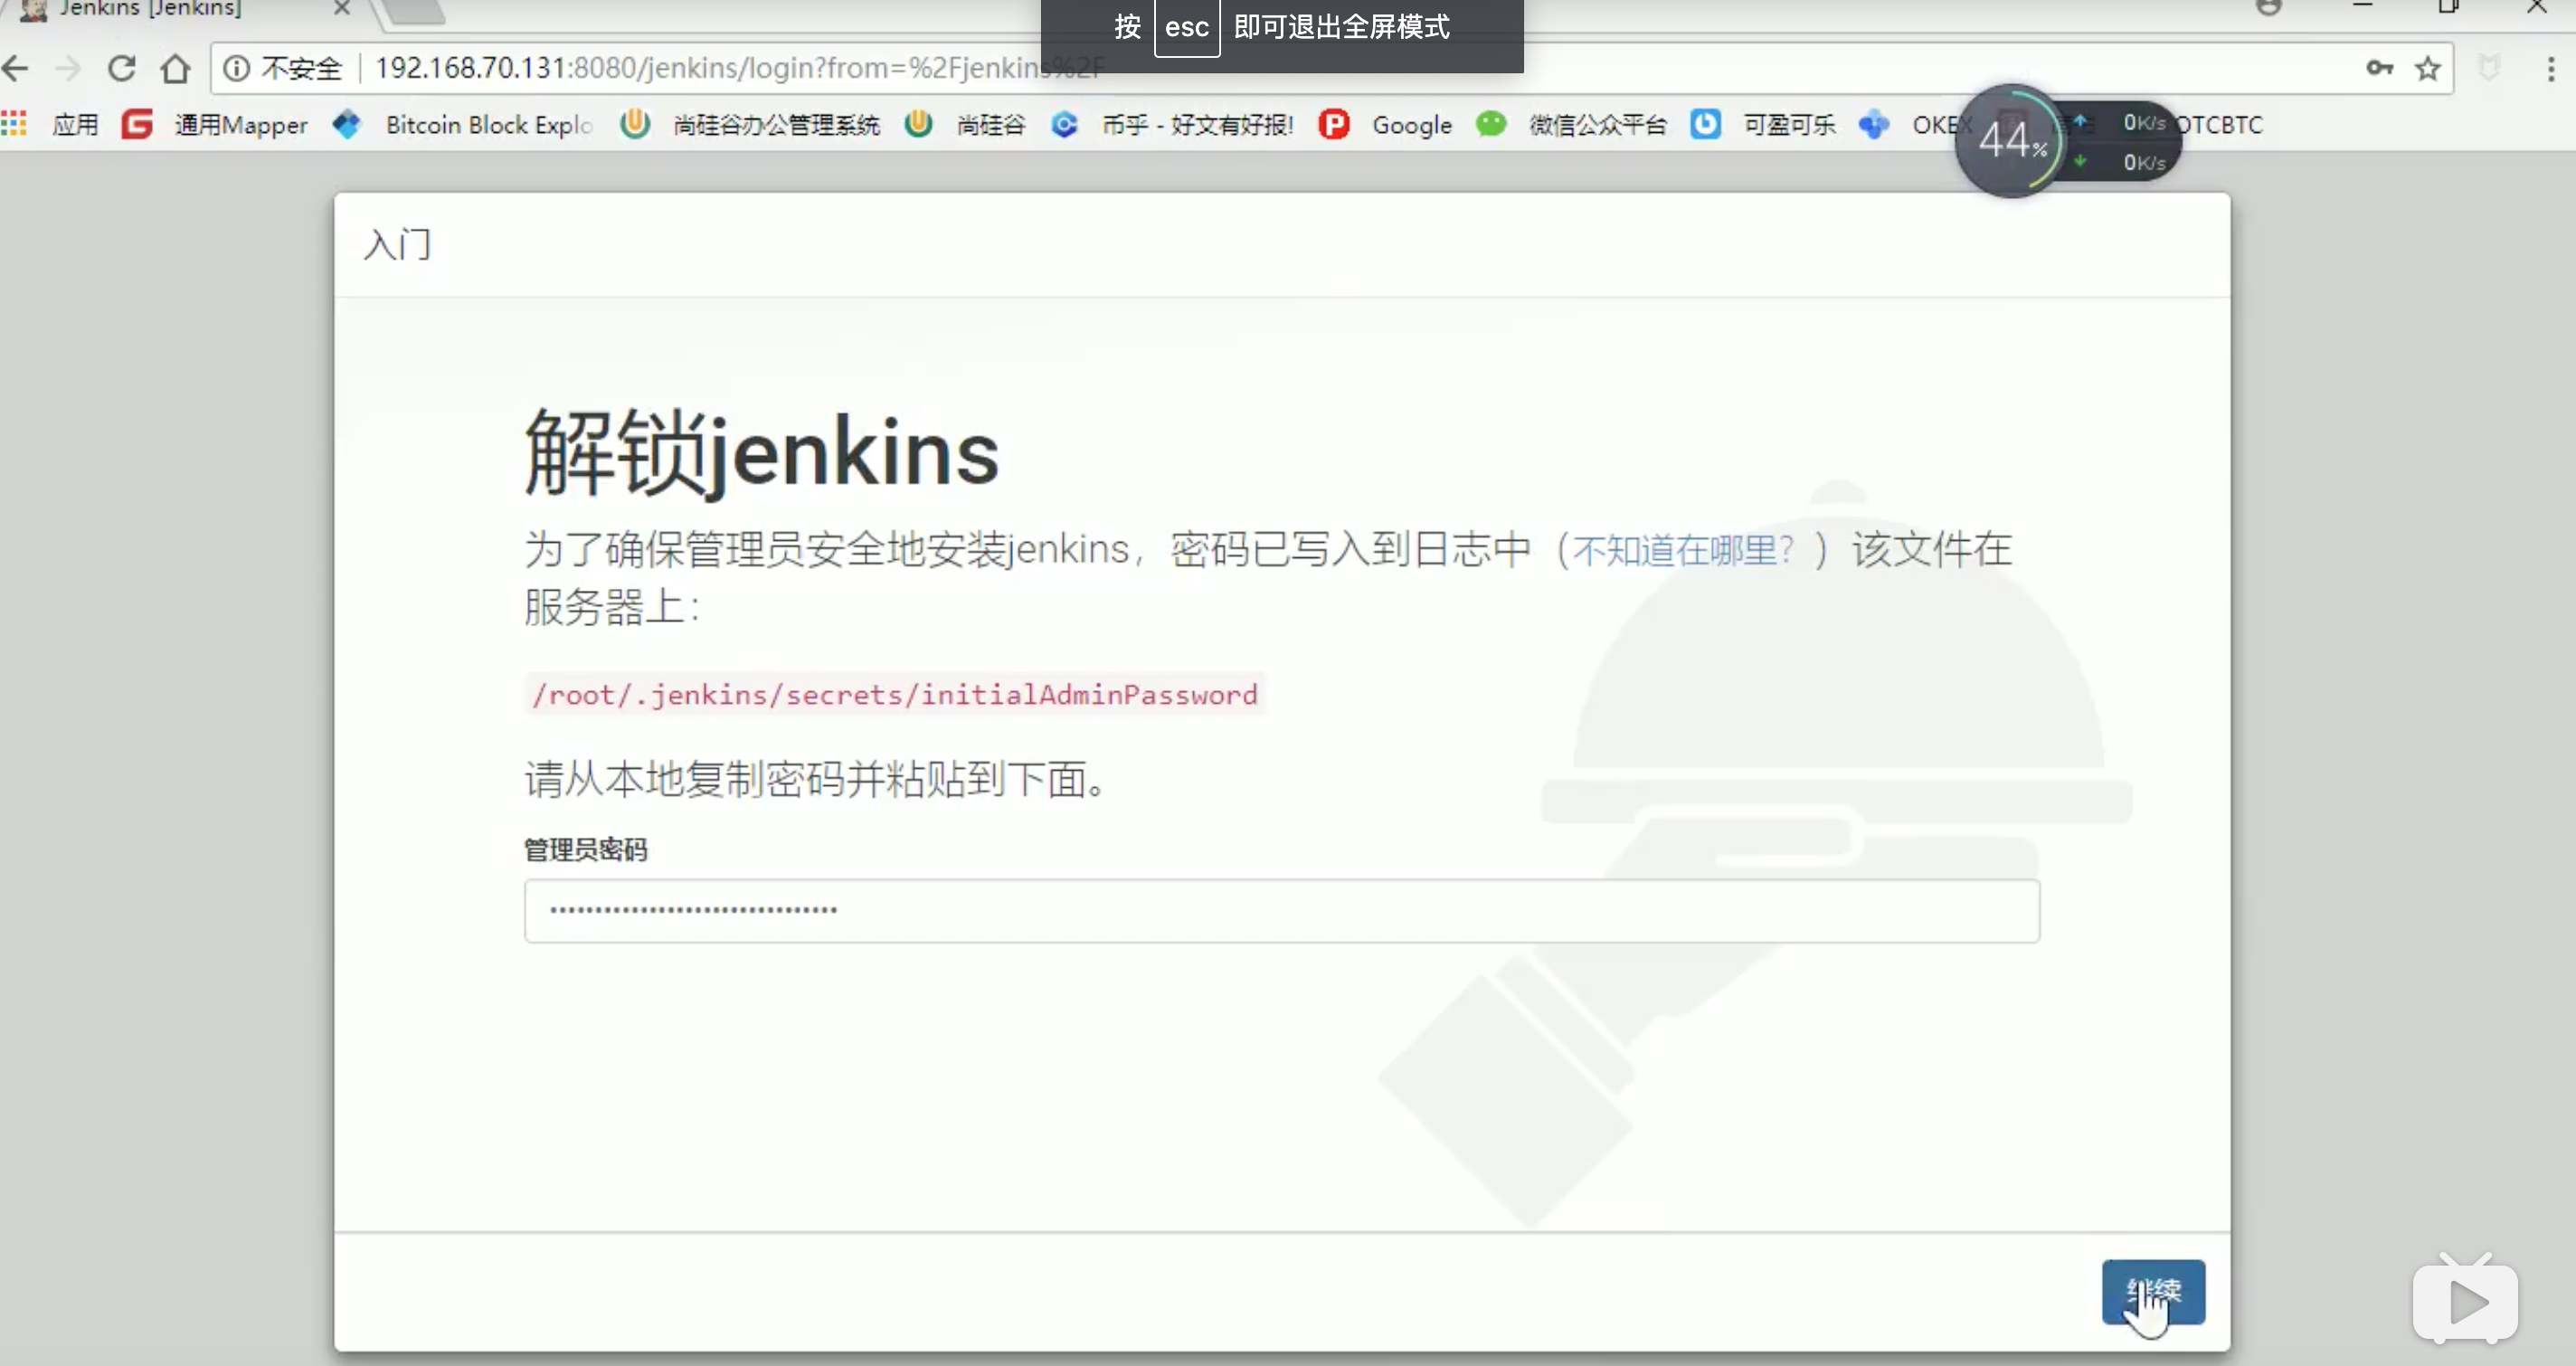 Jenkins [Jenkins]
按 esc 即可退出全屏模式
不安全 192.168.70.131:8080/jenkins/login?from=%2Fjenkins%2F
应用 通用Mapper Bitcoin Block Explo 尚硅谷办公管理系统 尚硅谷 币乎 - 好文有好报! Google 微信公众平台 可盈可乐 OKEX OTCBTC
44%
0K/s
0K/s
入门
解锁jenkins
为了确保管理员安全地安装jenkins，密码已写入到日志中（不知道在哪里？）该文件在
服务器上：
/root/.jenkins/secrets/initialAdminPassword
请从本地复制密码并粘贴到下面。
管理员密码
继续